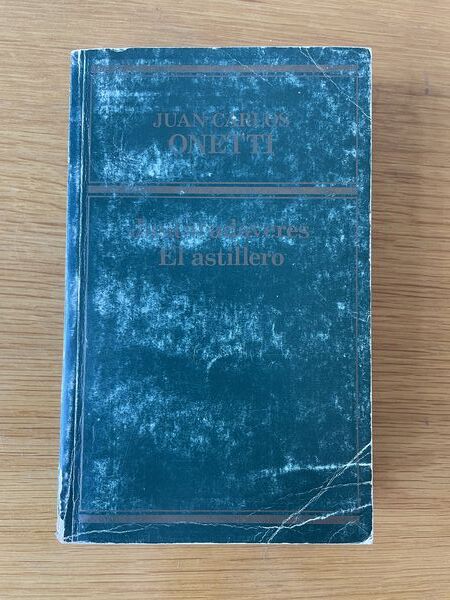 JUAN CARLOS
ONETTI
Juntacadáveres
El astillero